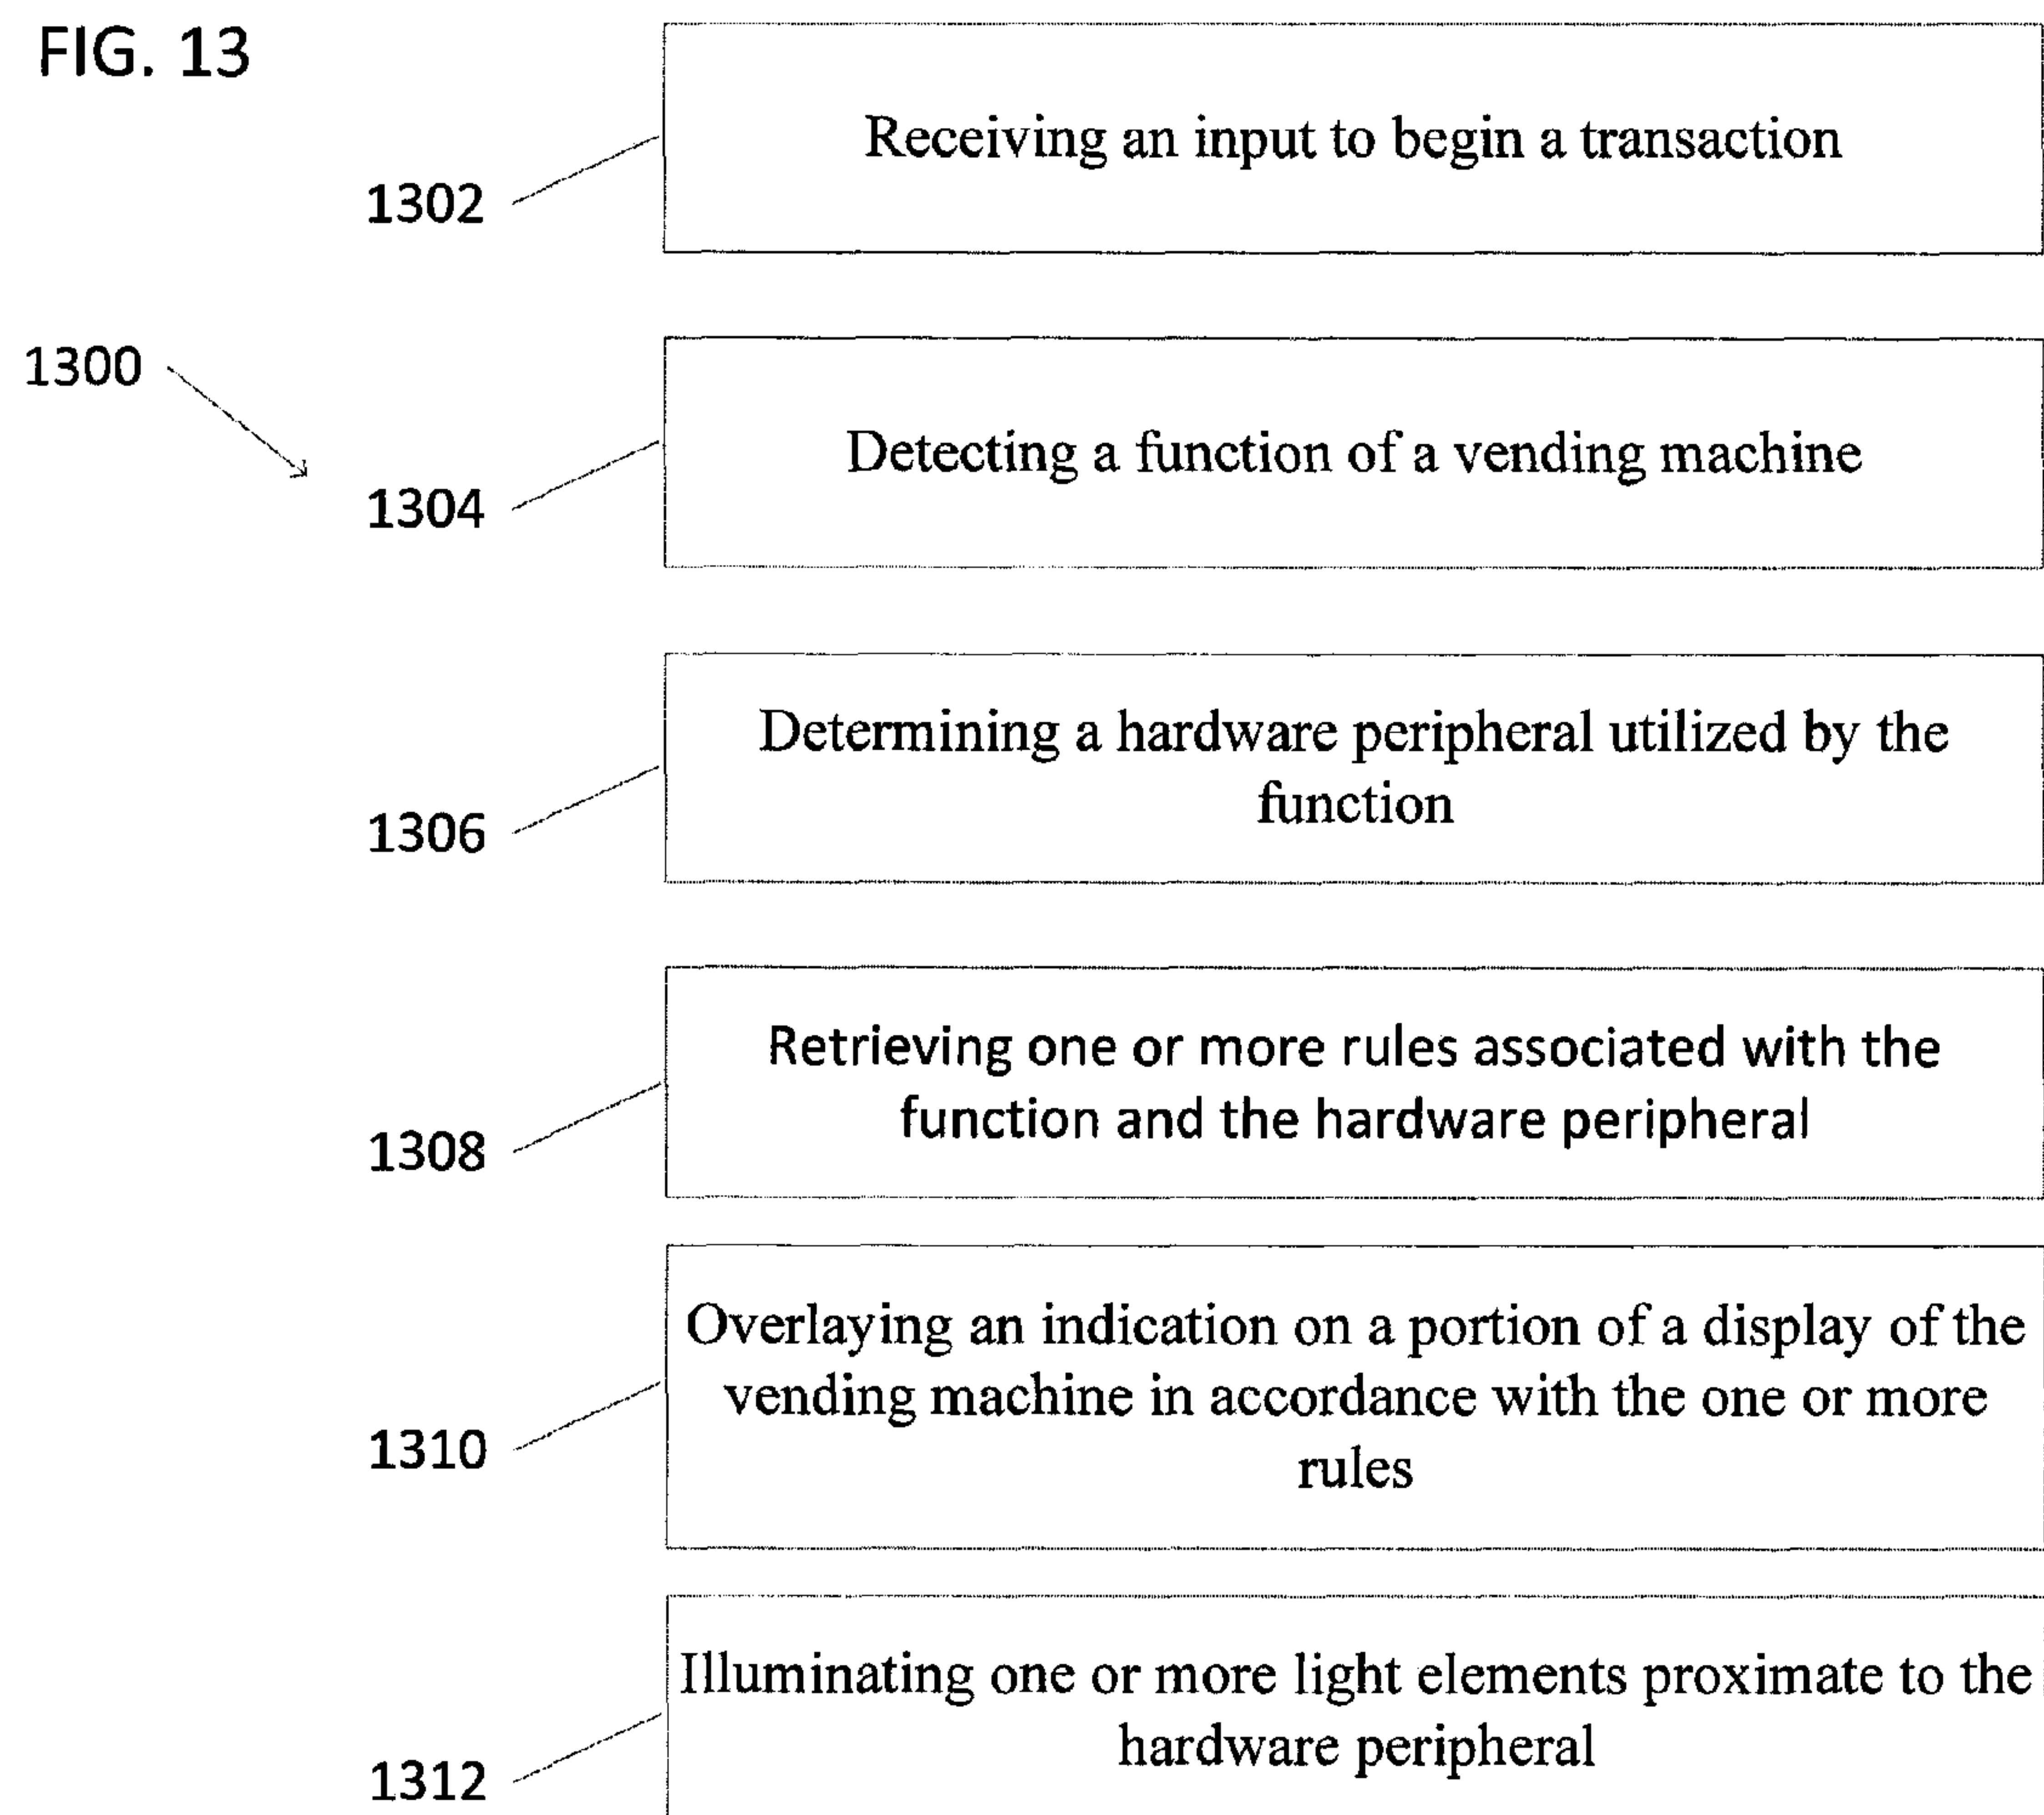 FIG. 13
Receiving an input to begin a transaction
1302
1300
Detecting a function of a vending machine
1304
Determining a hardware peripheral utilized by the
function
1306
Retrieving one or more rules associated with the
function and the hardware peripheral
1308
Overlaying an indication on a portion of a display of the
vending machine in accordance with the one or more
rules
1310
Illuminating one or more light elements proximate to the
hardware peripheral
1312